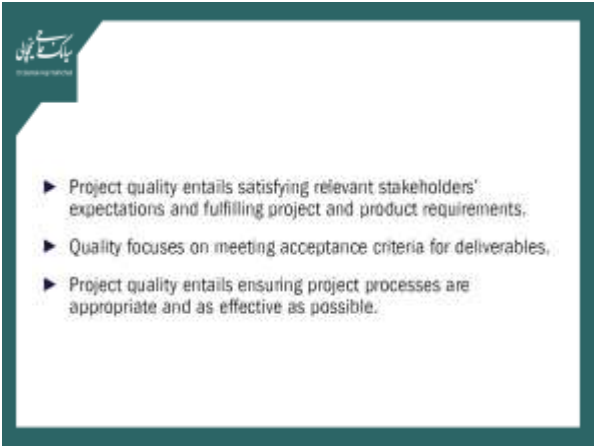 Project quality entails satisfying relevant stakeholders'
expectations and fulfilling project and product requirements.
Quality focuses on meeting acceptance criteria for deliverables.
Project quality entails ensuring project processes are
appropriate and as effective as possible.